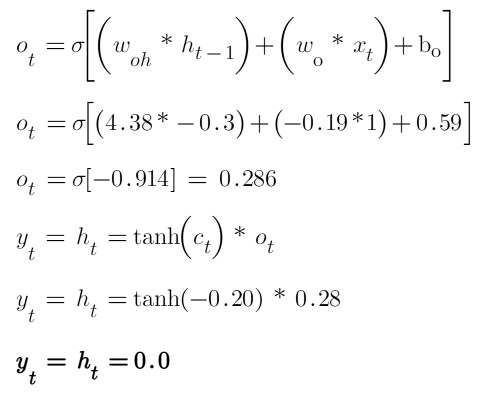 o_t = σ[(w_oh * h_t−1) + (w_o * x_t) + b_o]
o_t = σ[(4.38 * −0.3) + (−0.19 * 1) + 0.59]
o_t = σ[−0.914] = 0.286
y_t = h_t = tanh(c_t) * o_t
y_t = h_t = tanh(−0.20) * 0.28
y_t = h_t = 0.0